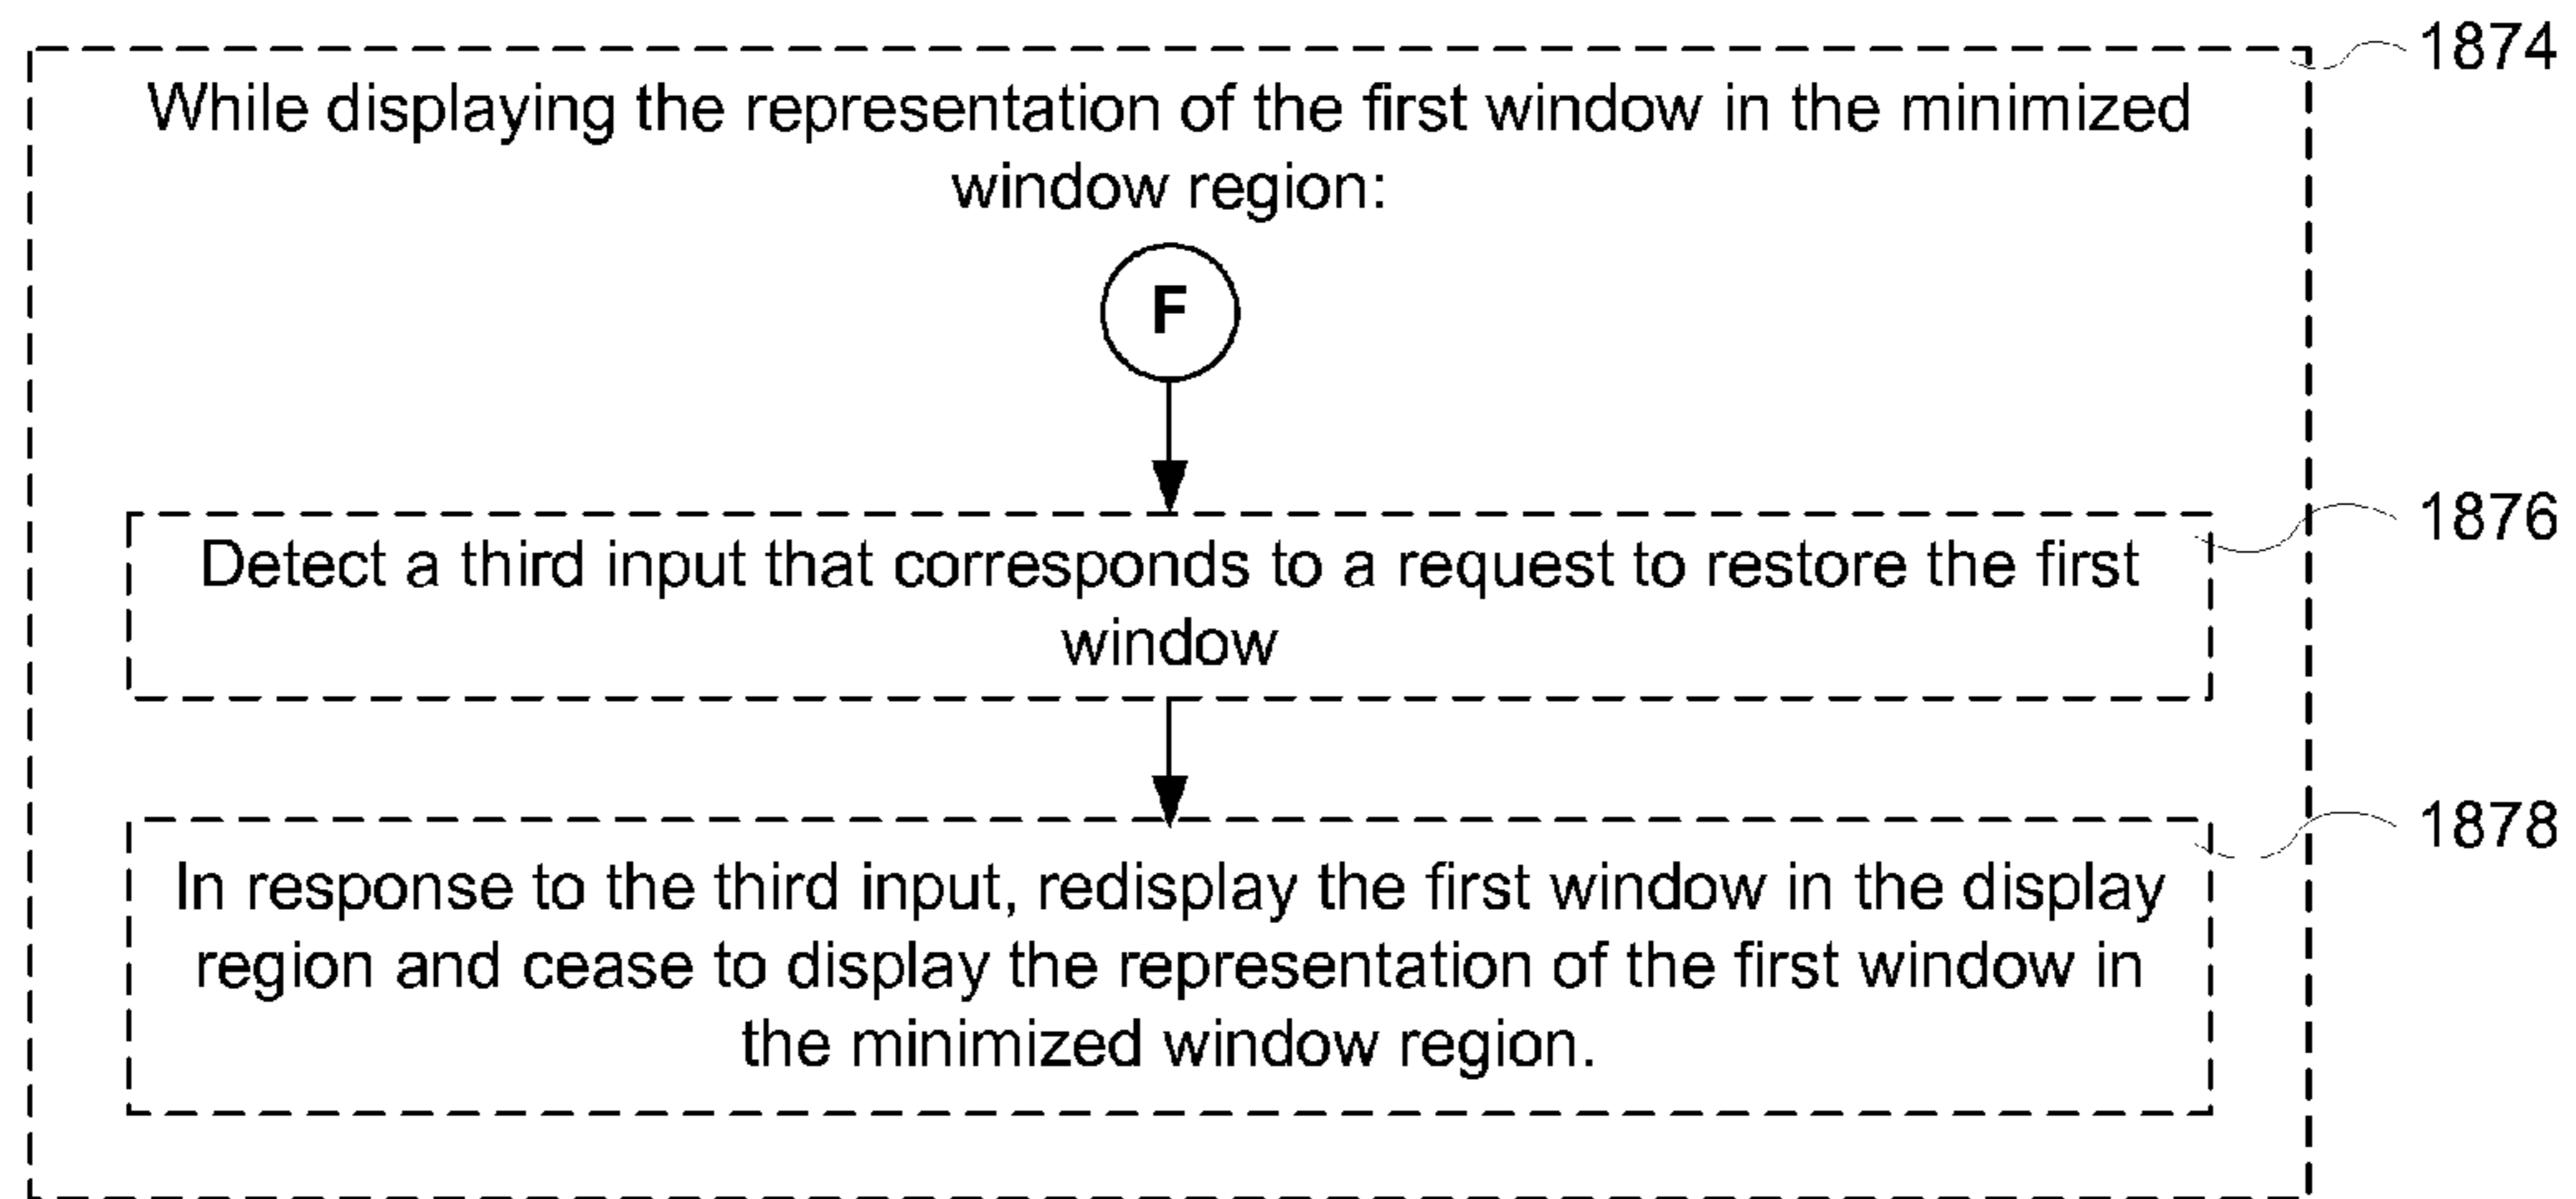 1874
While displaying the representation of the first window in the minimized
window region:
F
1876
Detect a third input that corresponds to a request to restore the first
window
1878
In response to the third input, redisplay the first window in the display
region and cease to display the representation of the first window in
the minimized window region.